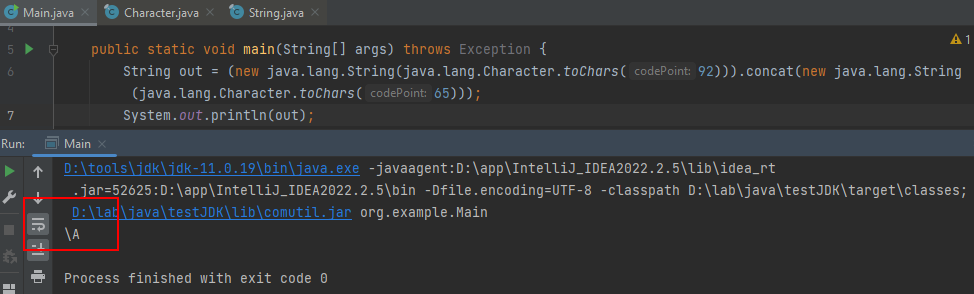 Main.java × Character.java × String.java ×
4
5 public static void main(String[] args) throws Exception { 1
6 String out = (new java.lang.String(java.lang.Character.toChars( codePoint: 92))).concat(new java.lang.String
(java.lang.Character.toChars( codePoint: 65)));
7 System.out.println(out);
Run: Main ×
D:\tools\jdk\jdk-11.0.19\bin\java.exe -javaagent:D:\app\IntelliJ_IDEA2022.2.5\lib\idea_rt
.jar=52625:D:\app\IntelliJ_IDEA2022.2.5\bin -Dfile.encoding=UTF-8 -classpath D:\lab\java\testJDK\target\classes;
D:\lab\java\testJDK\lib\comutil.jar org.example.Main
\A
Process finished with exit code 0